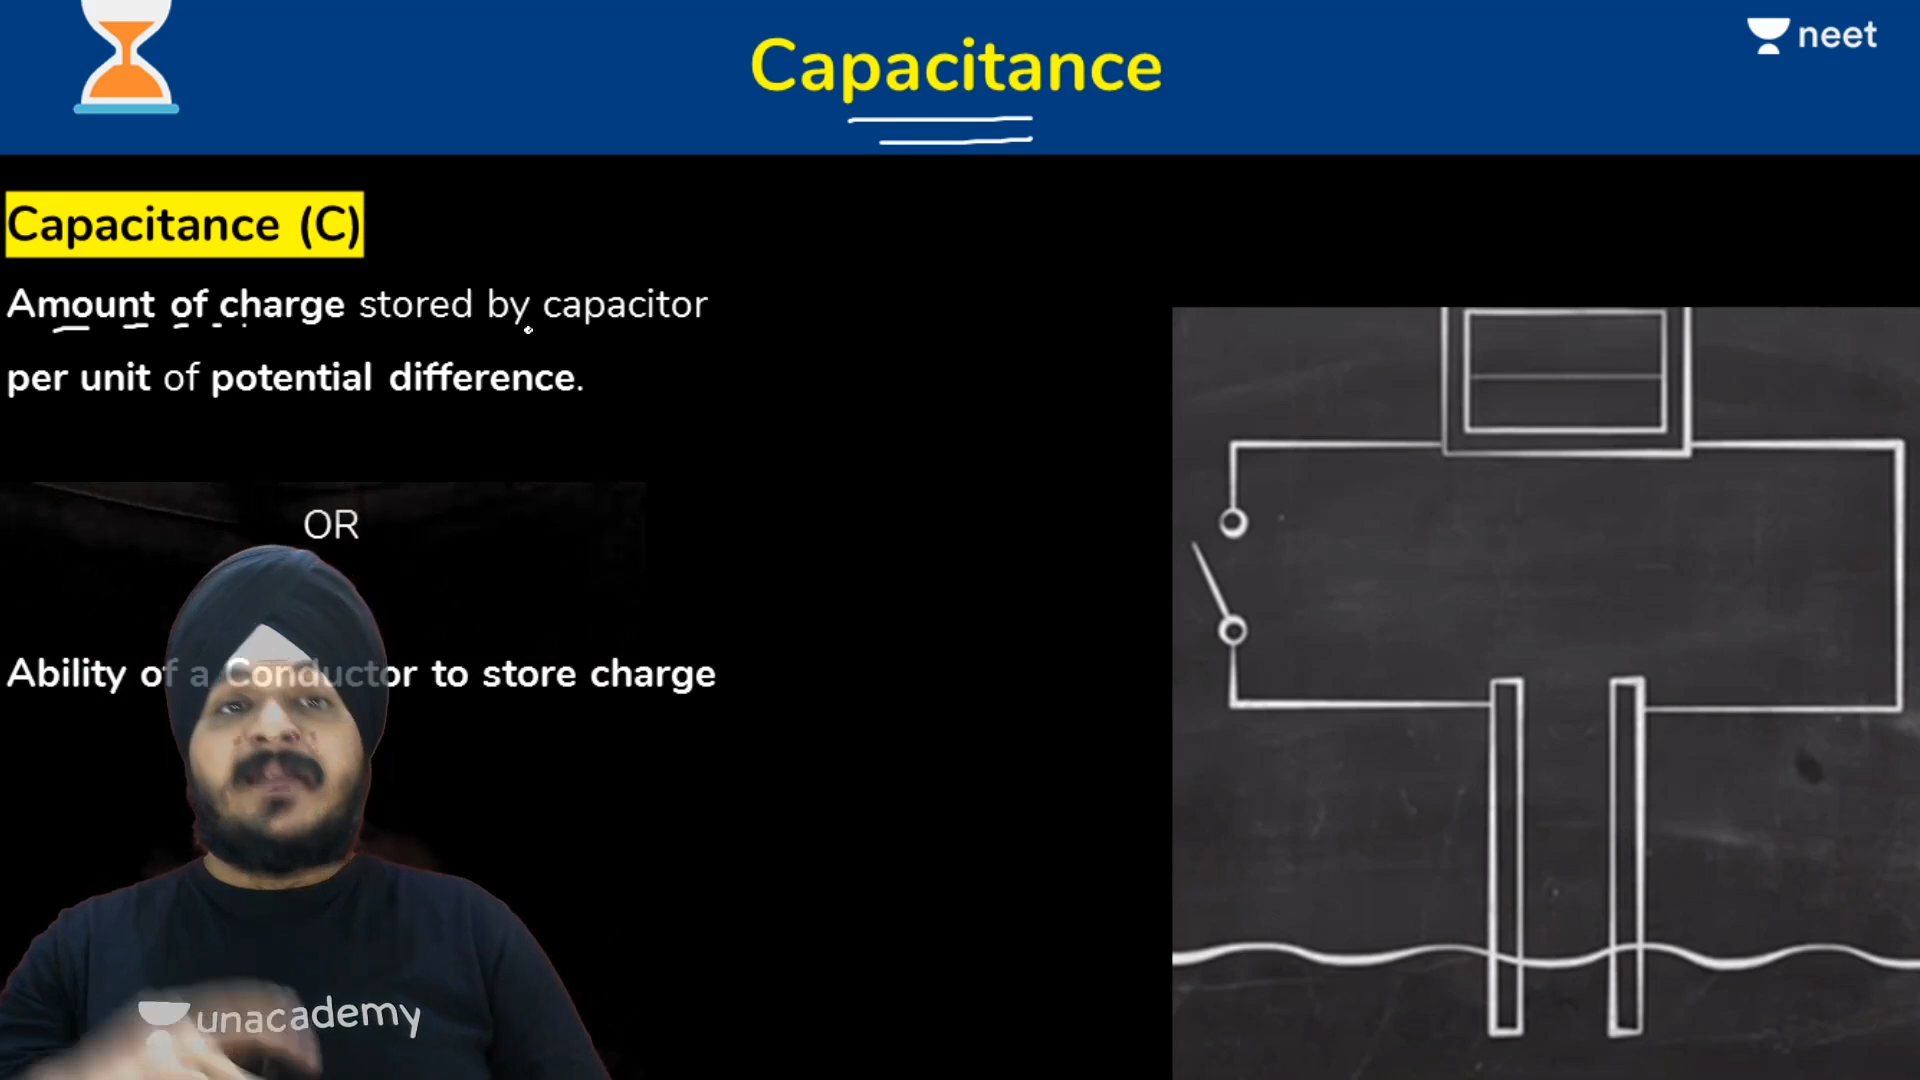 Capacitance
neet
Capacitance (C)
Amount of charge stored by capacitor
per unit of potential difference.
OR
Ability of a Conductor to store charge
unacademy